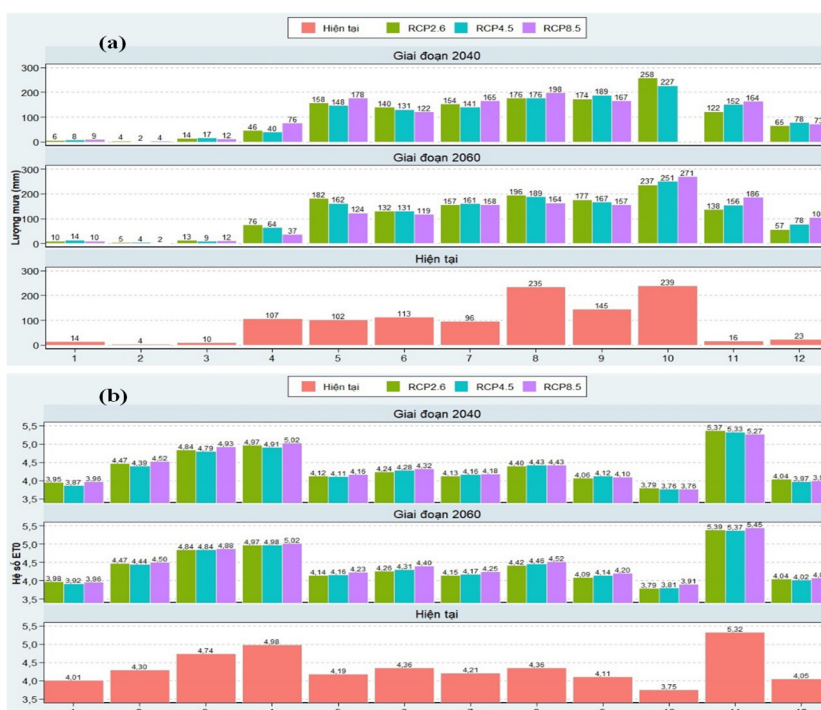 (a)
Hiện tại RCP2.6 RCP4.5 RCP8.5
Giai đoạn 2040
300
200
100
0
6 8 9 4 2 4 14 17 12 46 40 76 158 148 178 140 131 122 154 141 165 176 176 198 174 189 167 258 227 122 152 164 65 78
Giai đoạn 2060
Lượng mưa (mm)
300
200
100
0
10 14 10 5 4 2 13 9 12 76 64 37 182 162 124 132 131 119 157 161 158 196 189 164 177 167 157 237 251 271 138 156 186 57 78
Hiện tại
300
200
100
0
14 4 10 107 102 113 96 235 145 239 16 23
1 2 3 4 5 6 7 8 9 10 11 12
(b)
Hiện tại RCP2.6 RCP4.5 RCP8.5
Giai đoạn 2040
5,5
5,0
4,5
4,0
3,5
3,95 3,87 3,96 4,47 4,39 4,52 4,84 4,79 4,93 4,97 4,91 5,02 4,12 4,11 4,16 4,24 4,28 4,32 4,13 4,16 4,18 4,40 4,43 4,43 4,06 4,12 4,10 3,79 3,76 3,76 5,37 5,33 5,27 4,04 3,97
Giai đoạn 2060
Hệ số ET0
5,5
5,0
4,5
4,0
3,5
3,98 3,92 3,96 4,47 4,44 4,50 4,84 4,84 4,88 4,97 4,98 5,02 4,14 4,16 4,23 4,26 4,31 4,40 4,15 4,17 4,25 4,42 4,46 4,52 4,09 4,14 4,20 3,79 3,81 3,91 5,39 5,37 5,45 4,04 4,02
Hiện tại
5,5
5,0
4,5
4,0
3,5
4,01 4,30 4,74 4,98 4,19 4,36 4,21 4,36 4,11 3,75 5,32 4,05